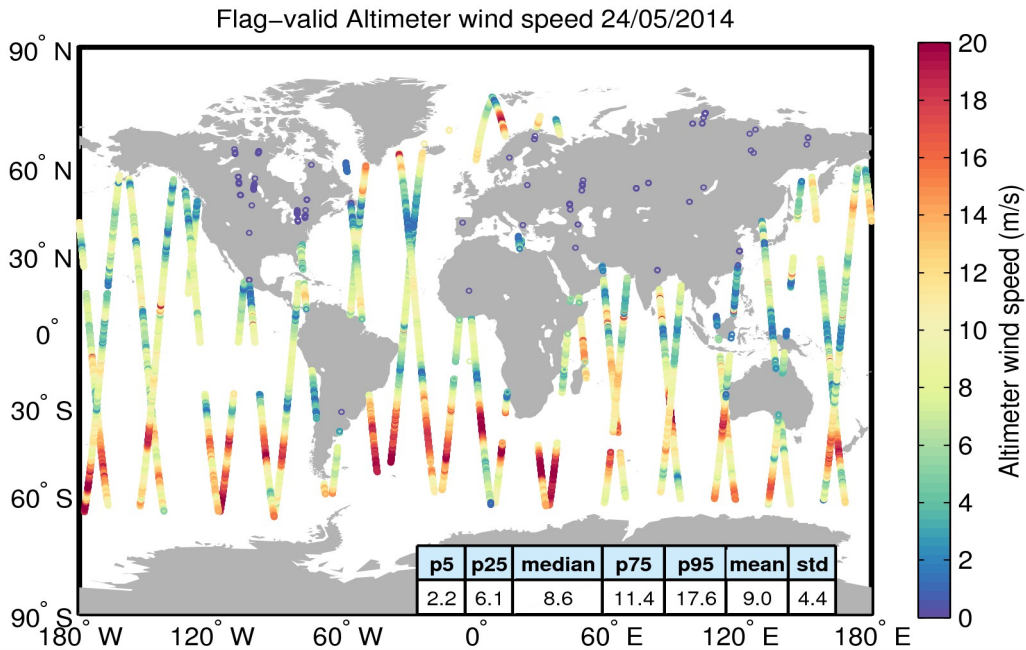 Flag−valid Altimeter wind speed 24/05/2014
90° N
60° N
30° N
0°
30° S
60° S
90° S
180° W
120° W
60° W
0°
60° E
120° E
180° E
p5 p25 median p75 p95 mean std
2.2 6.1 8.6 11.4 17.6 9.0 4.4
20
18
16
14
12
10
8
6
4
2
0
Altimeter wind speed (m/s)